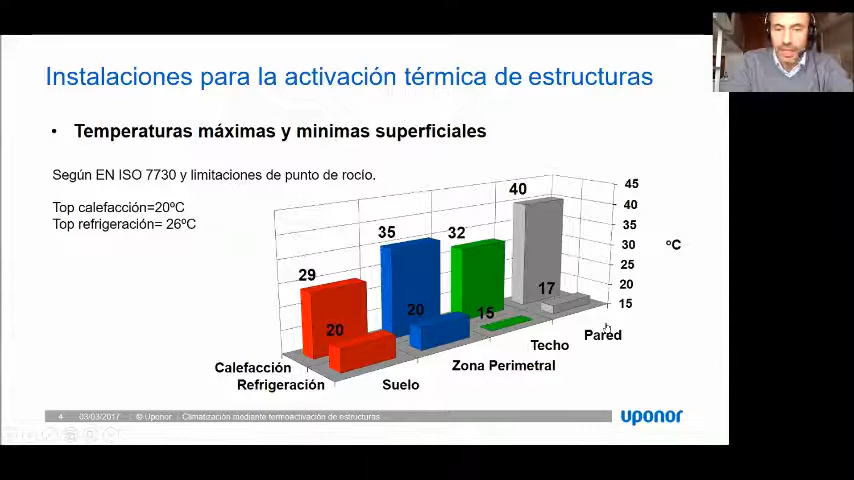 Instalaciones para la activación térmica de estructuras
• Temperaturas máximas y minimas superficiales
Según EN ISO 7730 y limitaciones de punto de rocío.
Top calefacción=20ºC
Top refrigeración= 26ºC
29
35
32
40
20
20
15
17
45
40
35
30
25
20
15
ºC
Calefacción
Refrigeración
Suelo
Zona Perimetral
Techo
Pared
4 03/03/2017 © Uponor Climatización mediante termoactivación de estructuras
uponor